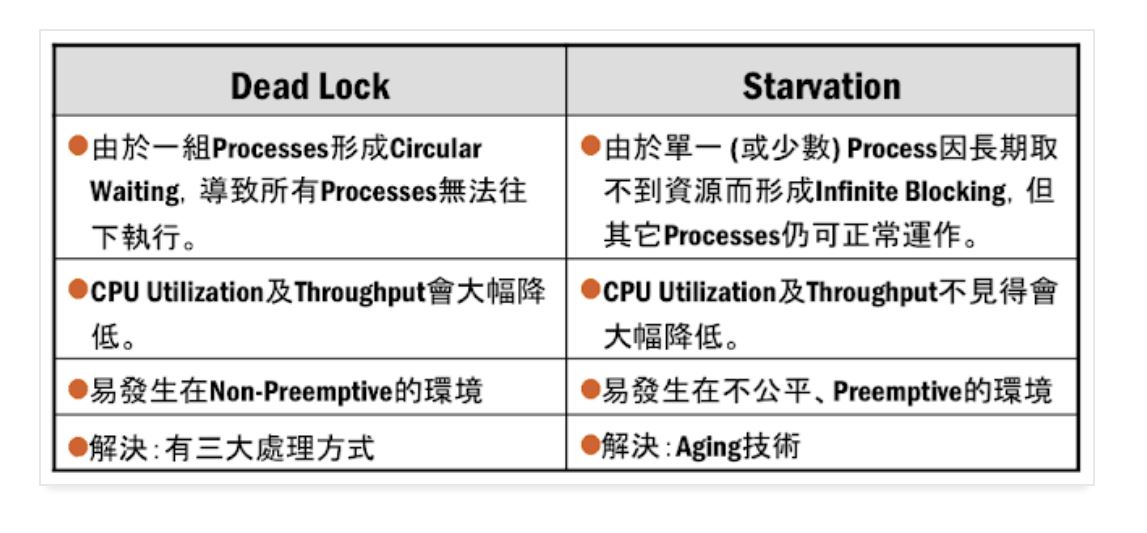 Dead Lock
Starvation
●由於一組Processes形成Circular
Waiting, 導致所有Processes無法往
下執行。
●由於單一 (或少數) Process因長期取
不到資源而形成Infinite Blocking, 但
其它Processes仍可正常運作。
●CPU Utilization及Throughput會大幅降
低。
●CPU Utilization及Throughput不見得會
大幅降低。
●易發生在Non-Preemptive的環境
●易發生在不公平、Preemptive的環境
●解決:有三大處理方式
●解決:Aging技術